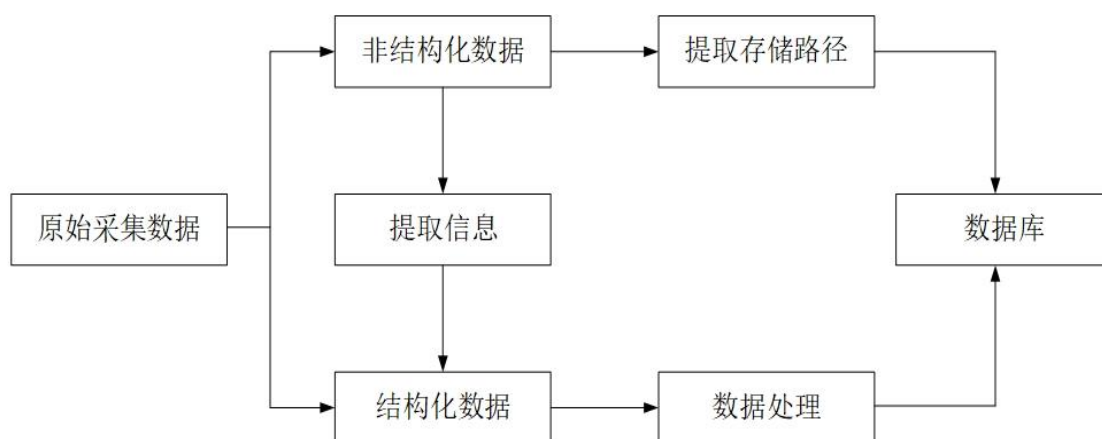 非结构化数据
提取存储路径
原始采集数据
提取信息
数据库
结构化数据
数据处理